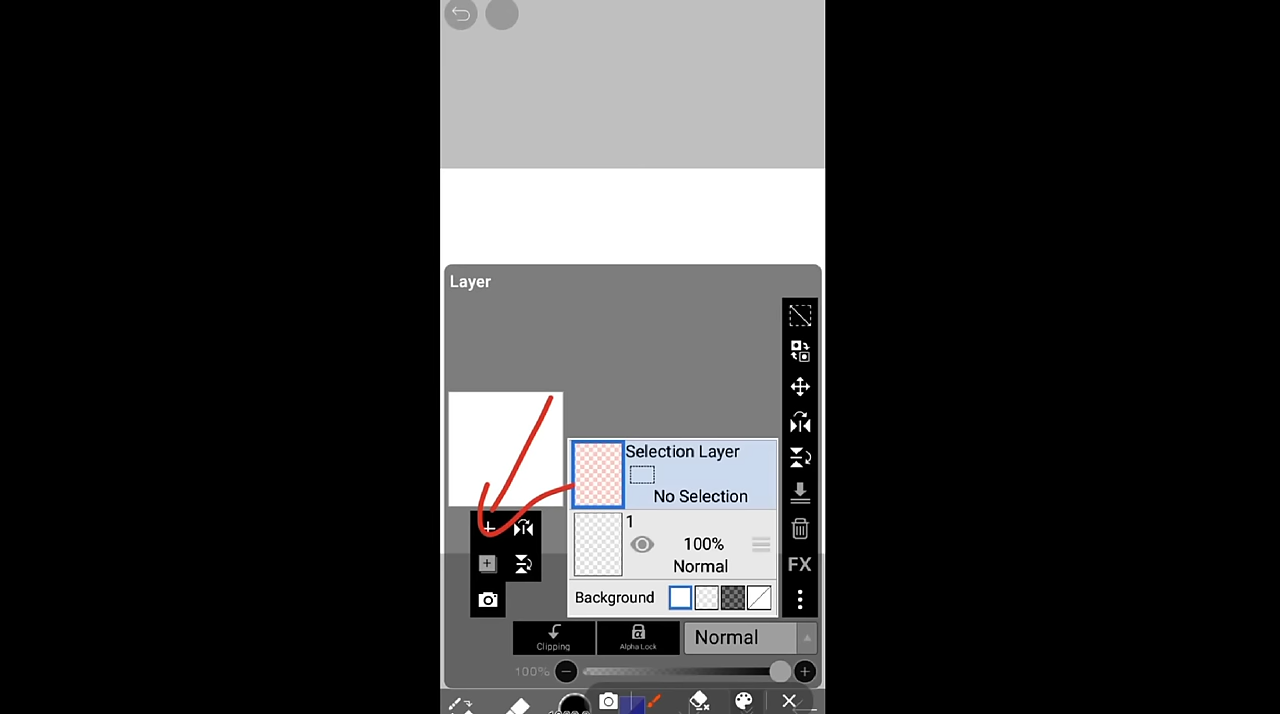 Layer
Selection Layer
No Selection
1
100%
Normal
Background
FX
Clipping
Alpha Lock
Normal
100%